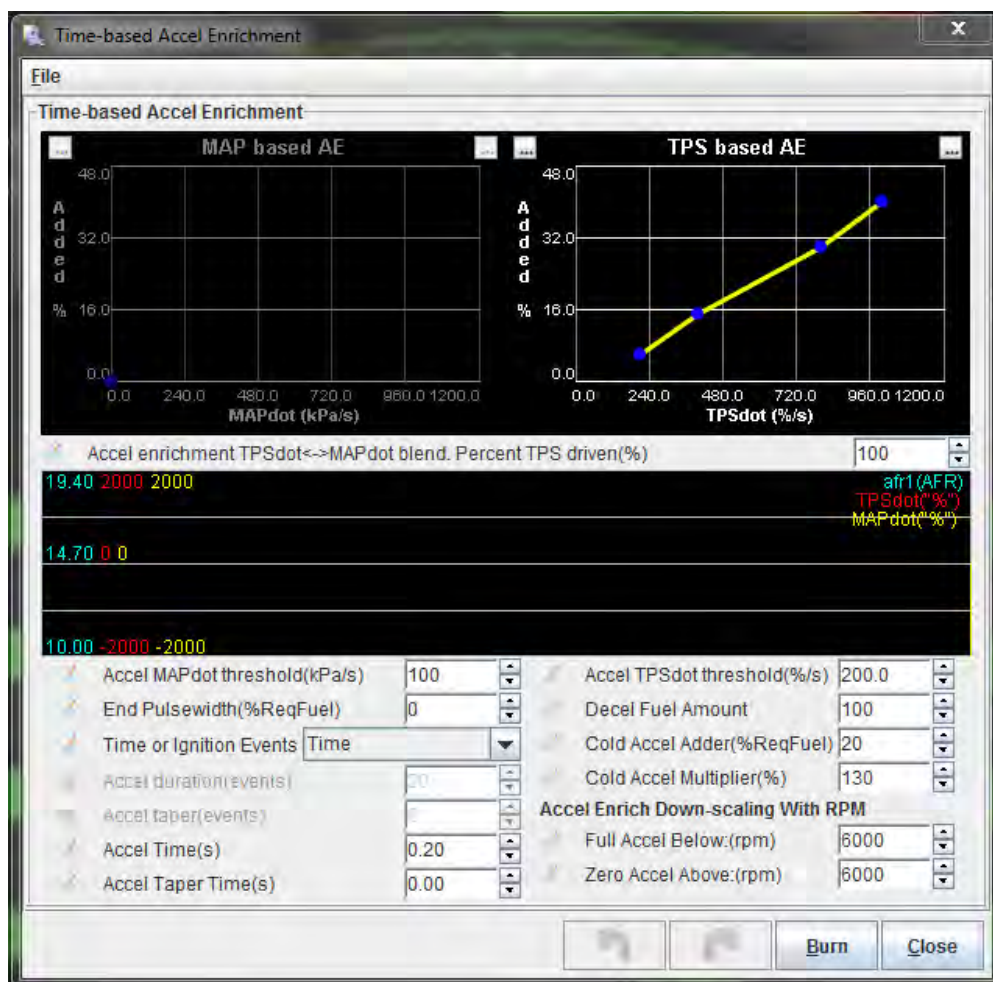 Time-based Accel Enrichment
x
File
Time-based Accel Enrichment
... MAP based AE ...
48.0
32.0
16.0
0.0
Added %
0.0 240.0 480.0 720.0 960.0 1200.0
MAPdot (kPa/s)
... TPS based AE ...
48.0
32.0
16.0
0.0
Added %
0.0 240.0 480.0 720.0 960.0 1200.0
TPSdot (%/s)
Accel enrichment TPSdot<->MAPdot blend. Percent TPS driven(%) 100
19.40 2000 2000 afr1(AFR)
TPSdot("%")
MAPdot("%")
14.70 0 0
10.00 -2000 -2000
Accel MAPdot threshold(kPa/s) 100
End Pulsewidth(%ReqFuel) 0
Time or Ignition Events Time
Accel duration(events) 20
Accel taper(events)
Accel Time(s) 0.20
Accel Taper Time(s) 0.00
Accel TPSdot threshold(%/s) 200.0
Decel Fuel Amount 100
Cold Accel Adder(%ReqFuel) 20
Cold Accel Multiplier(%) 130
Accel Enrich Down-scaling With RPM
Full Accel Below:(rpm) 6000
Zero Accel Above:(rpm) 6000
Burn Close